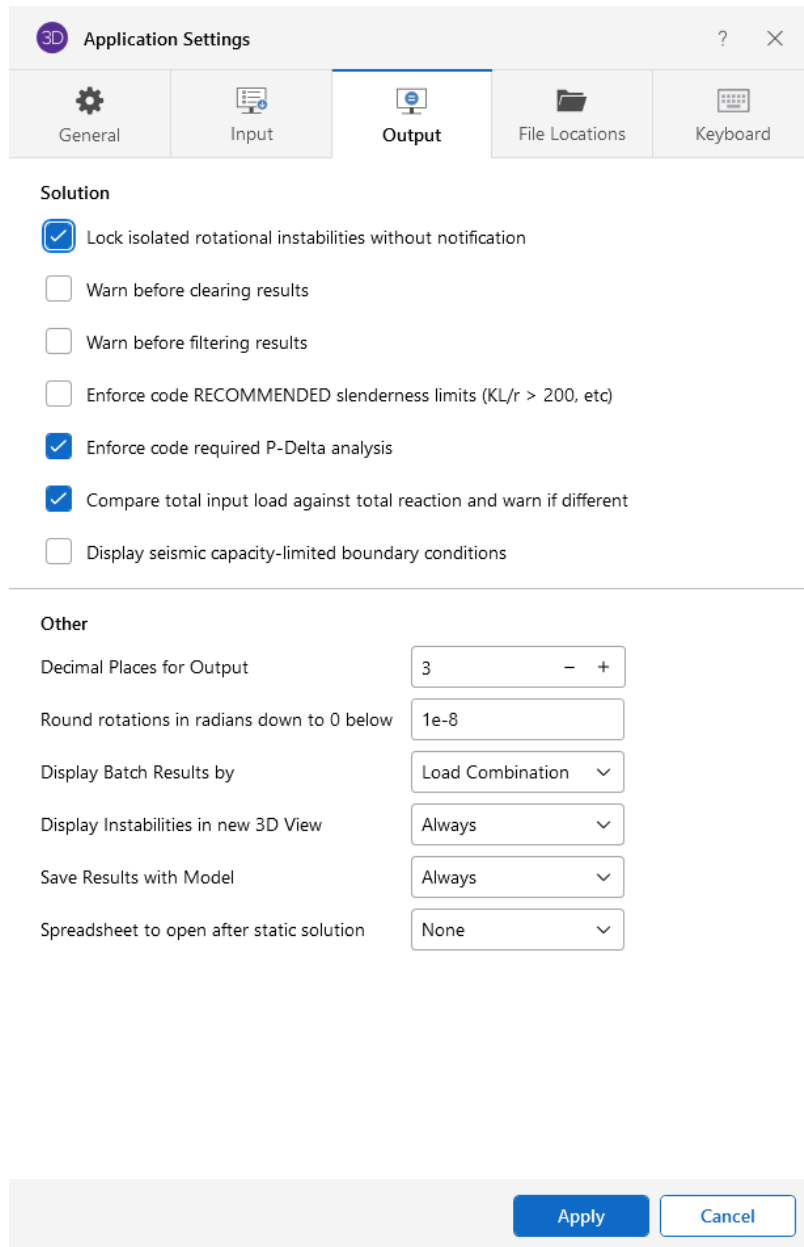 3D Application Settings ?
General Input Output File Locations Keyboard
Solution
Lock isolated rotational instabilities without notification
Warn before clearing results
Warn before filtering results
Enforce code RECOMMENDED slenderness limits (KL/r > 200, etc)
Enforce code required P-Delta analysis
Compare total input load against total reaction and warn if different
Display seismic capacity-limited boundary conditions
Other
Decimal Places for Output 3 − +
Round rotations in radians down to 0 below 1e-8
Display Batch Results by Load Combination
Display Instabilities in new 3D View Always
Save Results with Model Always
Spreadsheet to open after static solution None
Apply Cancel